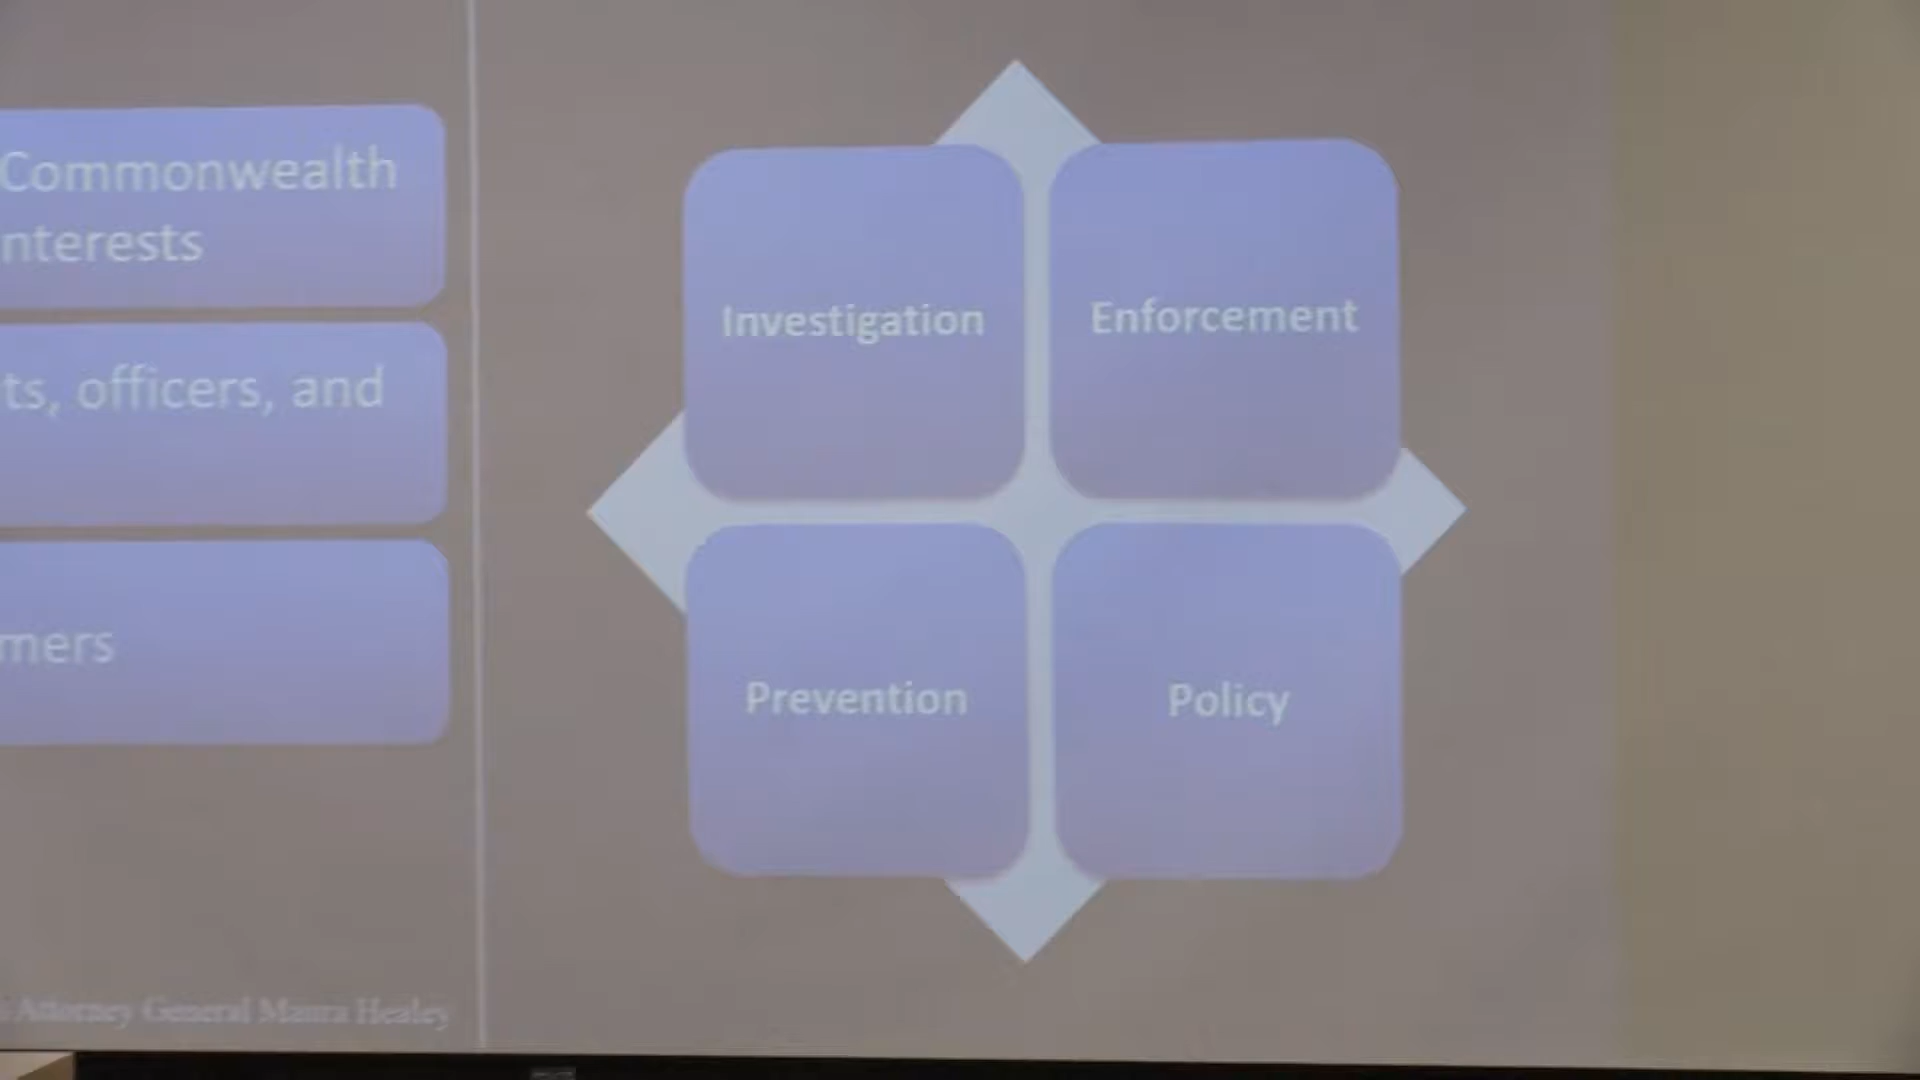 Commonwealth
nterests
ts, officers, and
mers
Attorney General Maura Healey
Investigation
Enforcement
Prevention
Policy